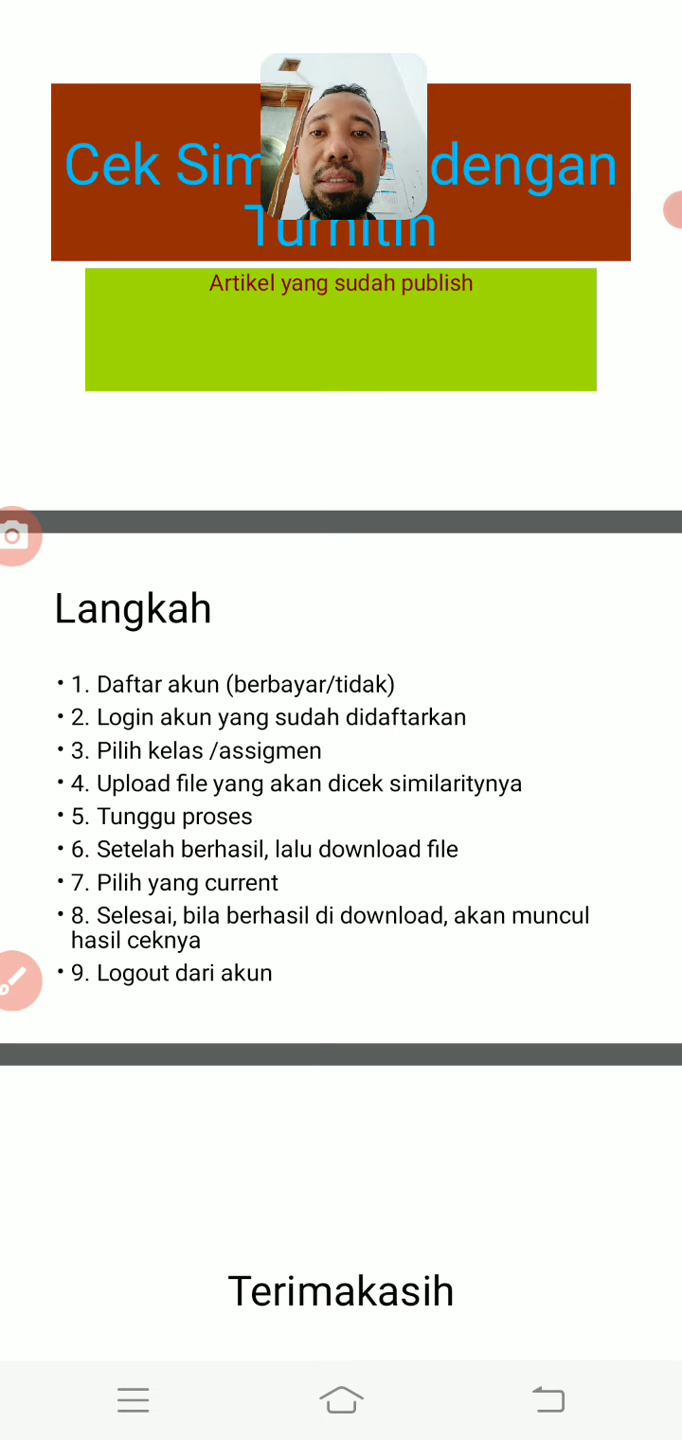 Cek dengan
Turnitin
Artikel yang sudah publish
Langkah
• 1. Daftar akun (berbayar/tidak)
• 2. Login akun yang sudah didaftarkan
• 3. Pilih kelas /assigmen
• 4. Upload file yang akan dicek similaritynya
• 5. Tunggu proses
• 6. Setelah berhasil, lalu download file
• 7. Pilih yang current
• 8. Selesai, bila berhasil di download, akan muncul
hasil ceknya
• 9. Logout dari akun
Terimakasih